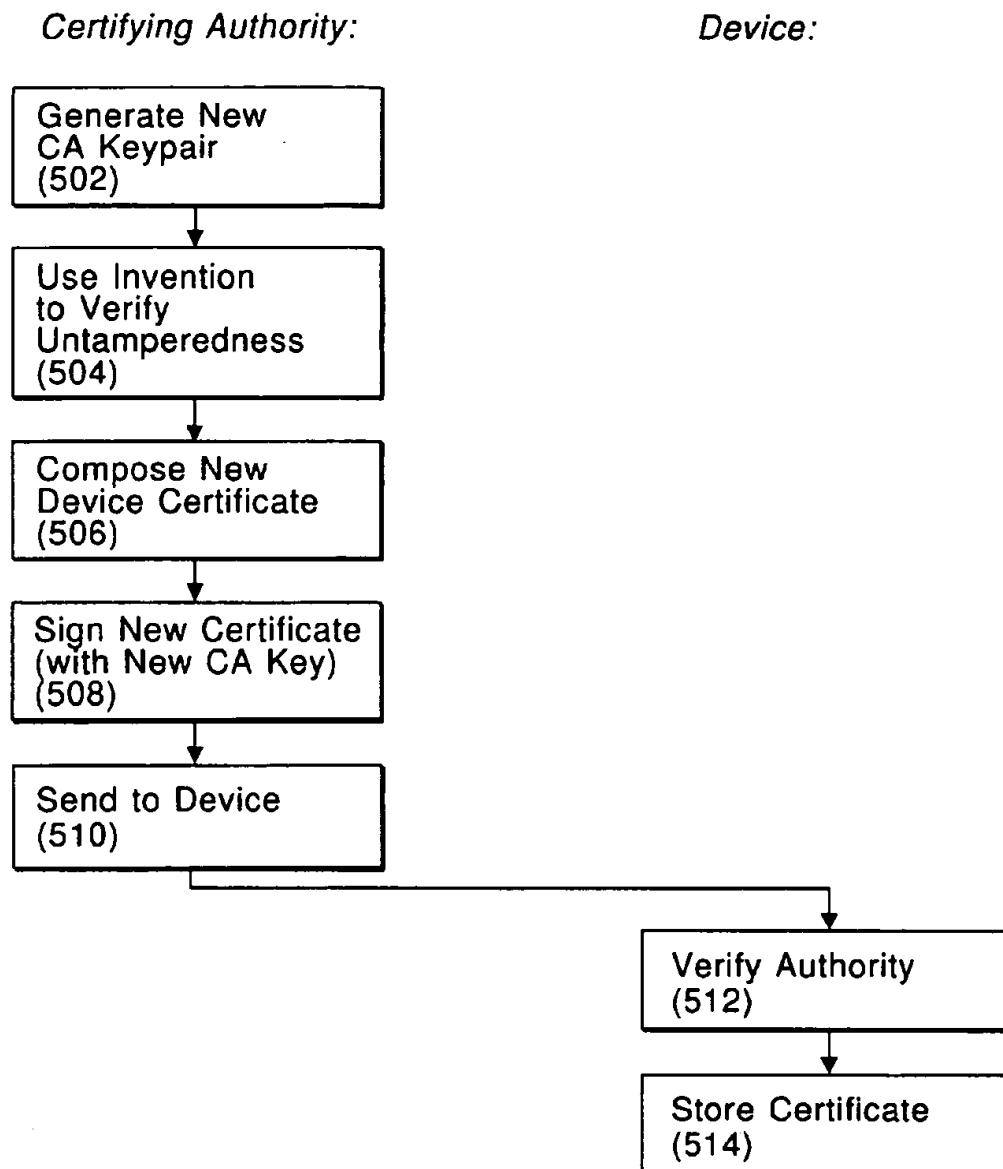 Certifying Authority:
Device:
Generate New
CA Keypair
(502)
Use Invention
to Verify
Untamperedness
(504)
Compose New
Device Certificate
(506)
Sign New Certificate
(with New CA Key)
(508)
Send to Device
(510)
Verify Authority
(512)
Store Certificate
(514)